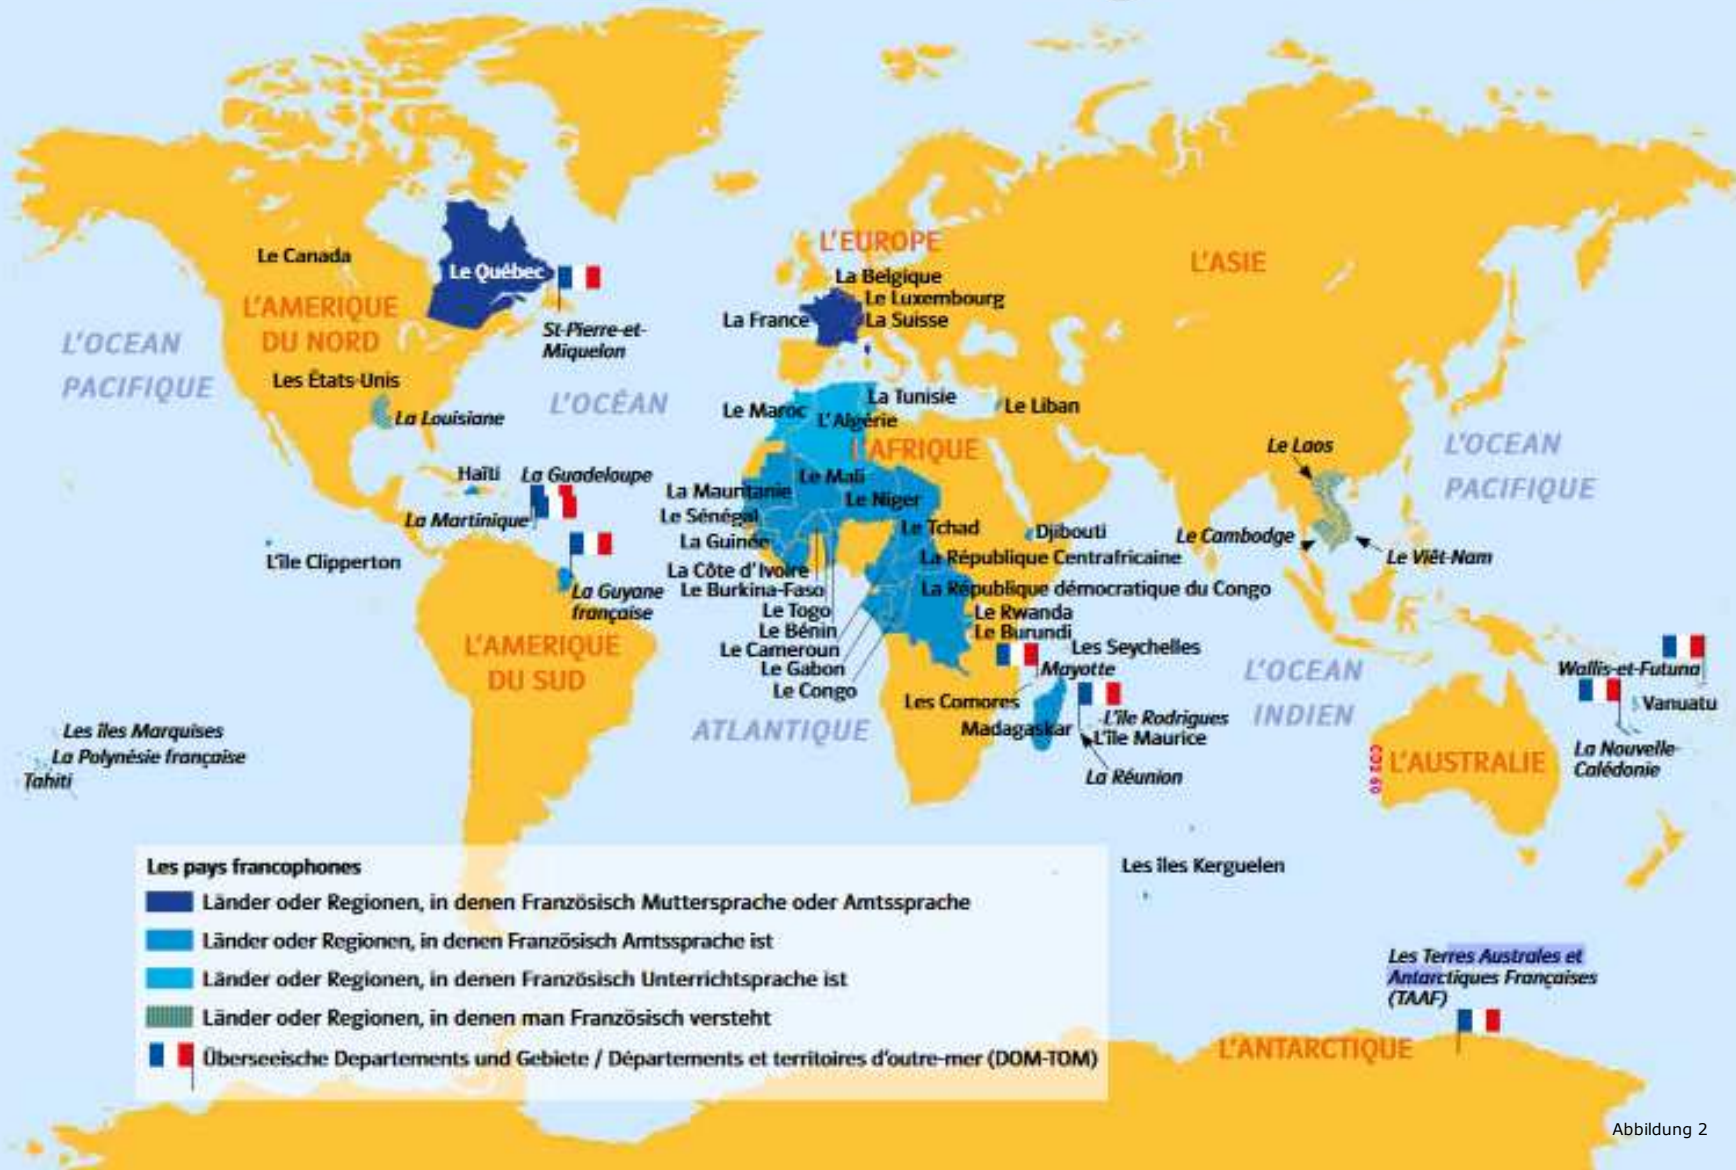 Le Canada
L'AMERIQUE
DU NORD
Le Québec
St-Pierre-et-
Miquelon
L'OCEAN
PACIFIQUE
Les États-Unis
La Louisiane
L'OCÉAN
ATLANTIQUE
Haïti
La Guadeloupe
La Martinique
L'île Clipperton
La Guyane
française
L'AMERIQUE
DU SUD
Les îles Marquises
La Polynésie française
Tahiti
L'EUROPE
La Belgique
Le Luxembourg
La France
La Suisse
L'ASIE
La Tunisie
Le Maroc
L'Algérie
Le Liban
L'AFRIQUE
Le Mali
La Mauritanie
Le Niger
Le Sénégal
Le Tchad
Djibouti
La Guinée
La République Centrafricaine
La Côte d'Ivoire
Le Burkina-Faso
La République démocratique du Congo
Le Togo
Le Rwanda
Le Bénin
Le Burundi
Le Cameroun
Les Seychelles
Le Gabon
Mayotte
Le Congo
Les Comores
L'île Rodrigues
Madagaskar
L'île Maurice
La Réunion
Le Laos
Le Cambodge
Le Viêt-Nam
L'OCEAN
PACIFIQUE
L'OCEAN
INDIEN
Wallis-et-Futuna
Vanuatu
La Nouvelle-
Calédonie
L'AUSTRALIE
Les îles Kerguelen
Les Terres Australes et
Antarctiques Françaises
(TAAF)
L'ANTARCTIQUE
Les pays francophones
Länder oder Regionen, in denen Französisch Muttersprache oder Amtssprache
Länder oder Regionen, in denen Französisch Amtssprache ist
Länder oder Regionen, in denen Französisch Unterrichtsprache ist
Länder oder Regionen, in denen man Französisch versteht
Überseeische Departements und Gebiete / Départements et territoires d'outre-mer (DOM-TOM)
Abbildung 2